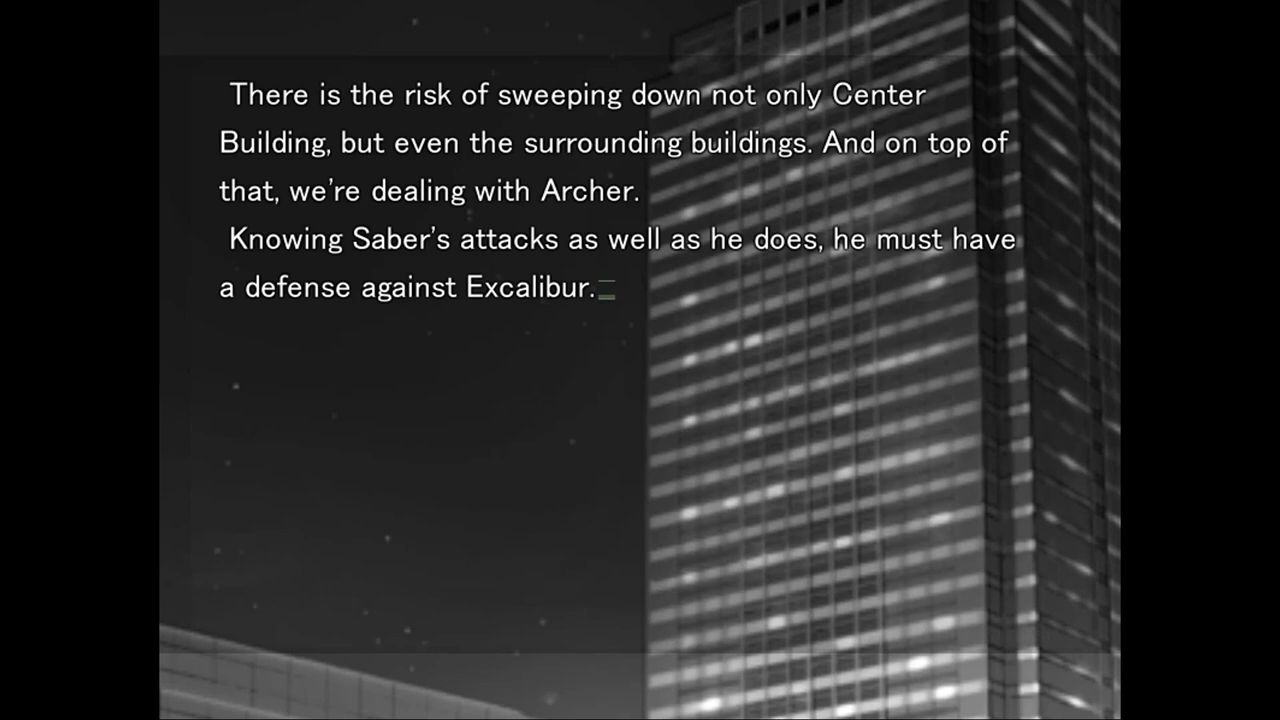 There is the risk of sweeping down not only Center
Building, but even the surrounding buildings. And on top of
that, we're dealing with Archer.
Knowing Saber's attacks as well as he does, he must have
a defense against Excalibur.